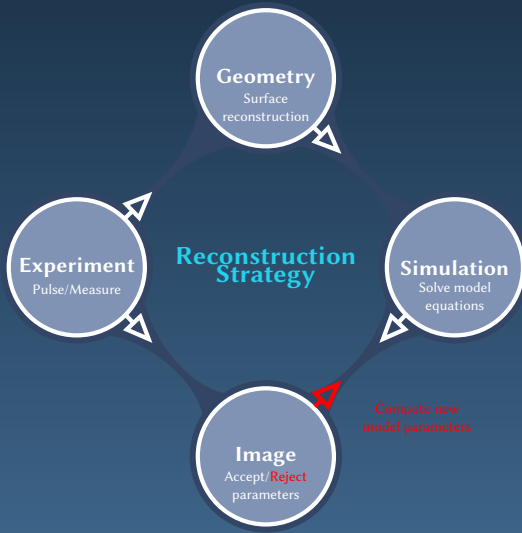 Geometry
Surface
reconstruction
Experiment
Pulse/Measure
Reconstruction
Strategy
Simulation
Solve model
equations
Compute new
model parameters
Image
Accept/Reject
parameters